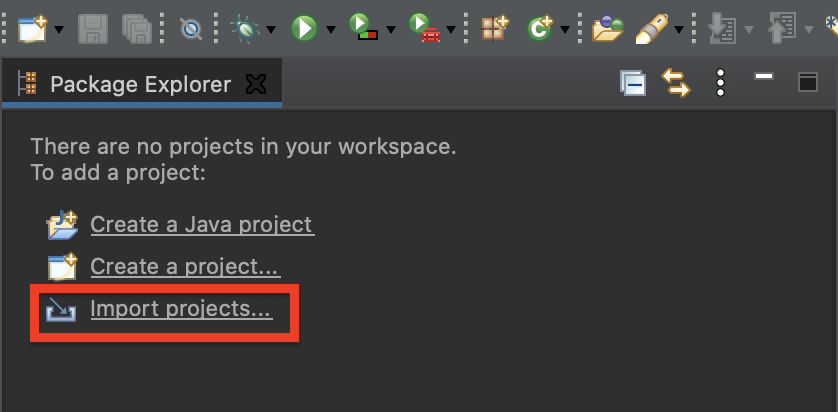 Package Explorer
There are no projects in your workspace.
To add a project:
Create a Java project
Create a project...
Import projects...